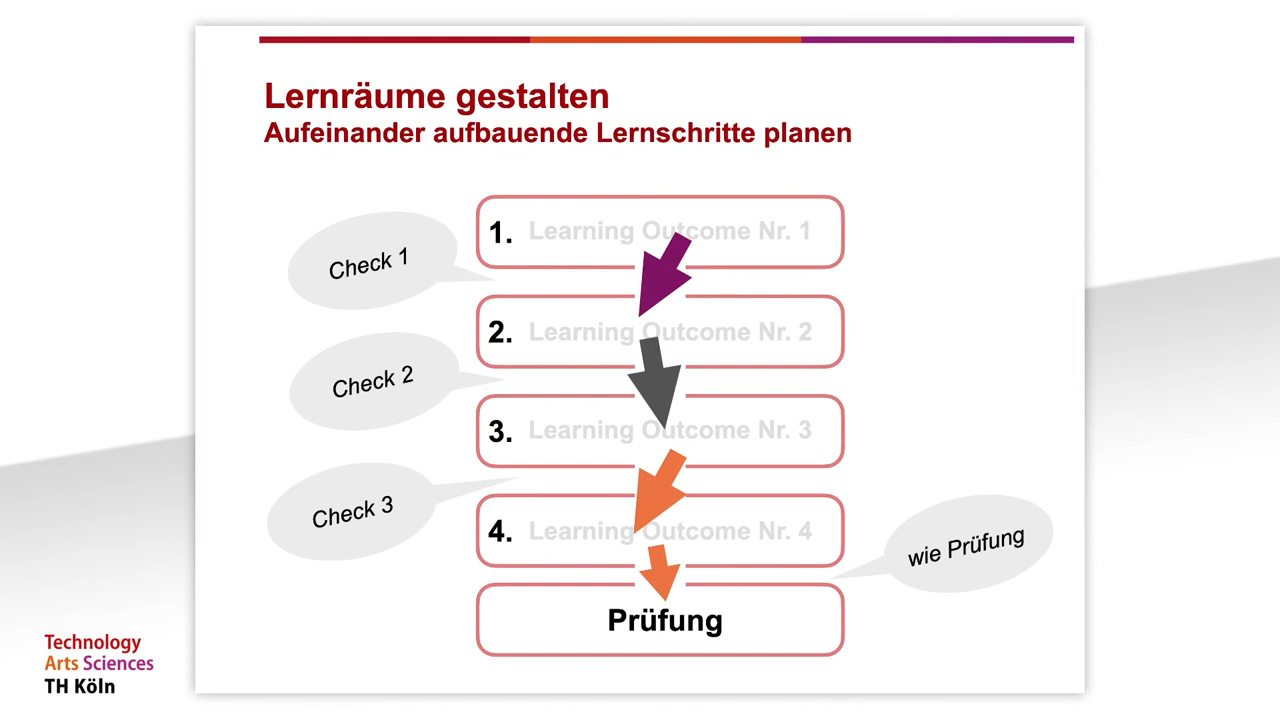 Lernräume gestalten
Aufeinander aufbauende Lernschritte planen
1. Learning Outcome Nr. 1
Check 1
2. Learning Outcome Nr. 2
Check 2
3. Learning Outcome Nr. 3
Check 3
4. Learning Outcome Nr. 4
wie Prüfung
Prüfung
Technology
Arts Sciences
TH Köln